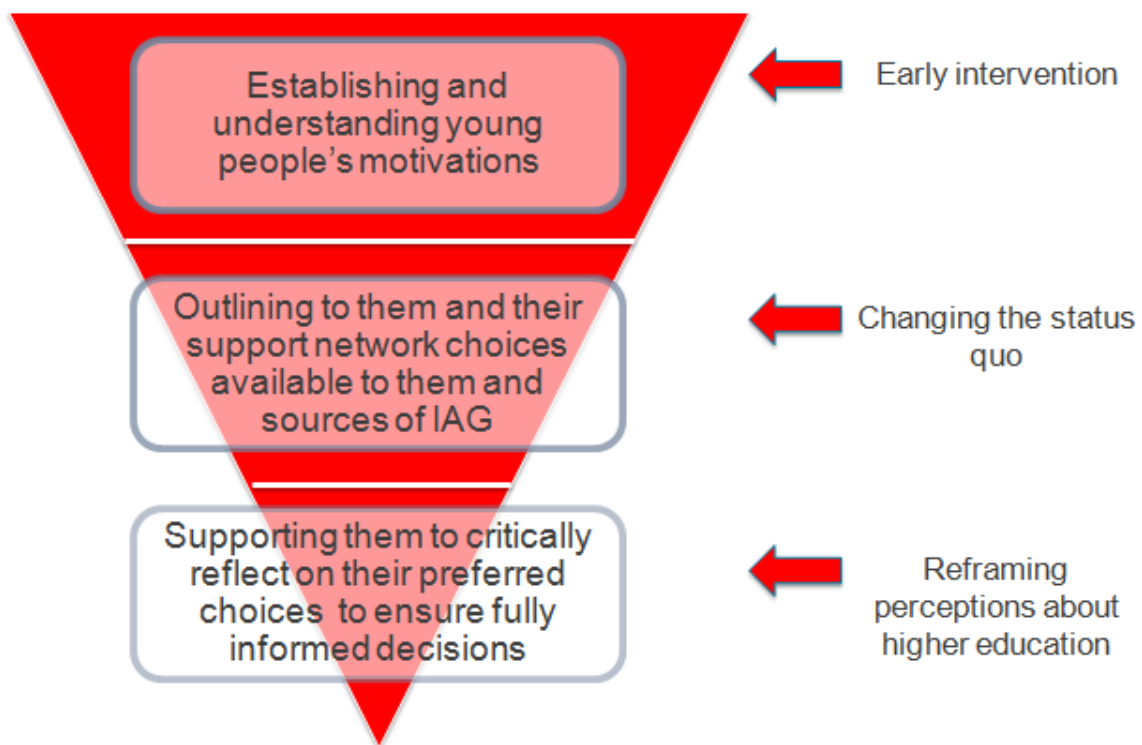 Establishing and
understanding young
people's motivations
Early intervention
Outlining to them and their
support network choices
available to them and
sources of IAG
Changing the status
quo
Supporting them to critically
reflect on their preferred
choices  to ensure fully
informed decisions
Reframing
perceptions about
higher education